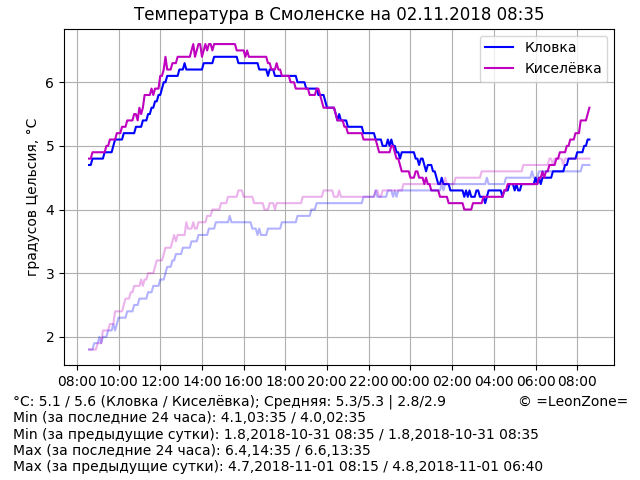 Температура в Смоленске на 02.11.2018 08:35
Кловка
Киселёвка
градусов Цельсия, °C
6
5
4
3
2
08:00 10:00 12:00 14:00 16:00 18:00 20:00 22:00 00:00 02:00 04:00 06:00 08:00
°C: 5.1 / 5.6 (Кловка / Киселёвка); Средняя: 5.3/5.3 | 2.8/2.9 © =LeonZone=
Min (за последние 24 часа): 4.1,03:35 / 4.0,02:35
Min (за предыдущие сутки): 1.8,2018-10-31 08:35 / 1.8,2018-10-31 08:35
Max (за последние 24 часа): 6.4,14:35 / 6.6,13:35
Max (за предыдущие сутки): 4.7,2018-11-01 08:15 / 4.8,2018-11-01 06:40